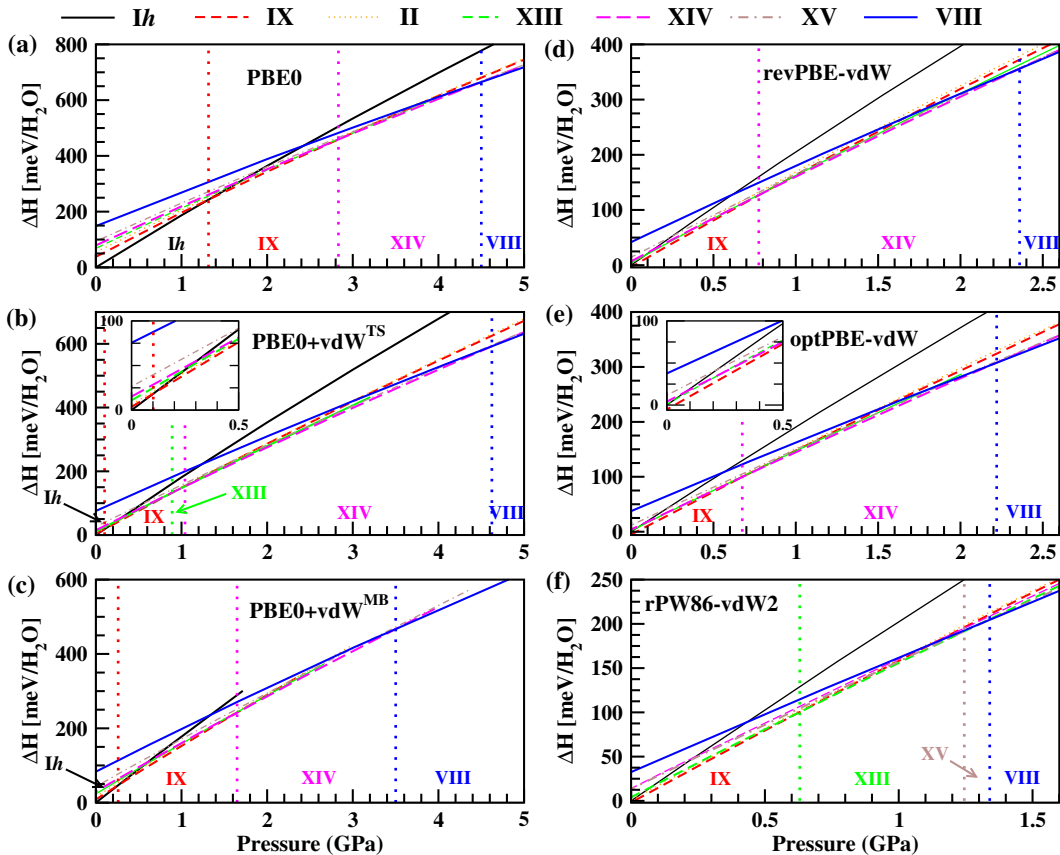 Ih IX II XIII XIV XV VIII
(a)
PBE0
ΔH [meV/H₂O]
800
600
400
200
0
Ih IX XIV VIII
0 1 2 3 4 5
(b)
PBE0+vdWᵀˢ
ΔH [meV/H₂O]
600
400
200
0
100
0
0 0.5
XIII
Ih
IX XIV VIII
0 1 2 3 4 5
(c)
PBE0+vdWᴹᴮ
ΔH [meV/H₂O]
600
400
200
0
Ih
IX XIV VIII
0 1 2 3 4 5
Pressure (GPa)
(d)
revPBE-vdW
ΔH [meV/H₂O]
400
300
200
100
0
IX XIV VIII
0 0.5 1 1.5 2 2.5
(e)
optPBE-vdW
ΔH [meV/H₂O]
400
300
200
100
0
100
0
0 0.5
IX XIV VIII
0 0.5 1 1.5 2 2.5
(f)
rPW86-vdW2
ΔH [meV/H₂O]
250
200
150
100
50
0
XV
IX XIII VIII
0 0.5 1 1.5
Pressure (GPa)